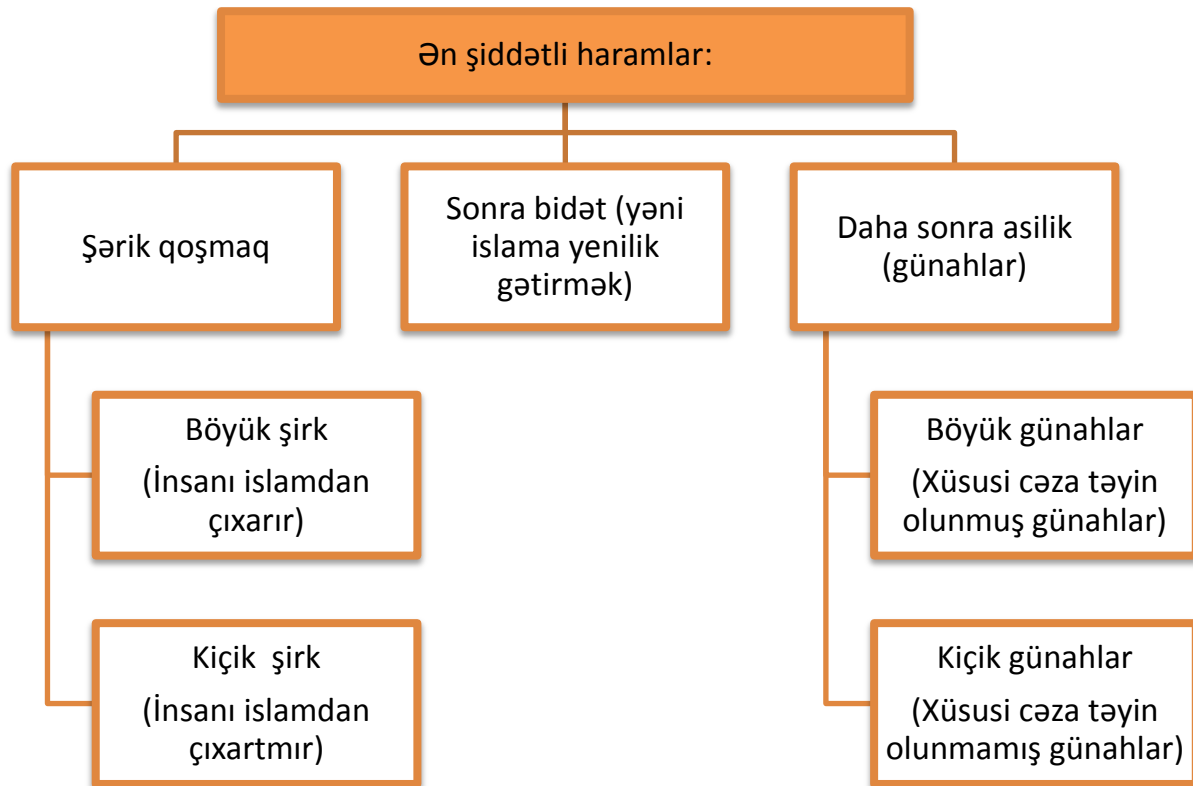 Ən şiddətli haramlar:
Şərik qoşmaq
Sonra bidət (yəni
islama yenilik
gətirmək)
Daha sonra asilik
(günahlar)
Böyük şirk
(İnsanı islamdan
çıxarır)
Kiçik şirk
(İnsanı islamdan
çıxartmır)
Böyük günahlar
(Xüsusi cəza təyin
olunmuş günahlar)
Kiçik günahlar
(Xüsusi cəza təyin
olunmamış günahlar)